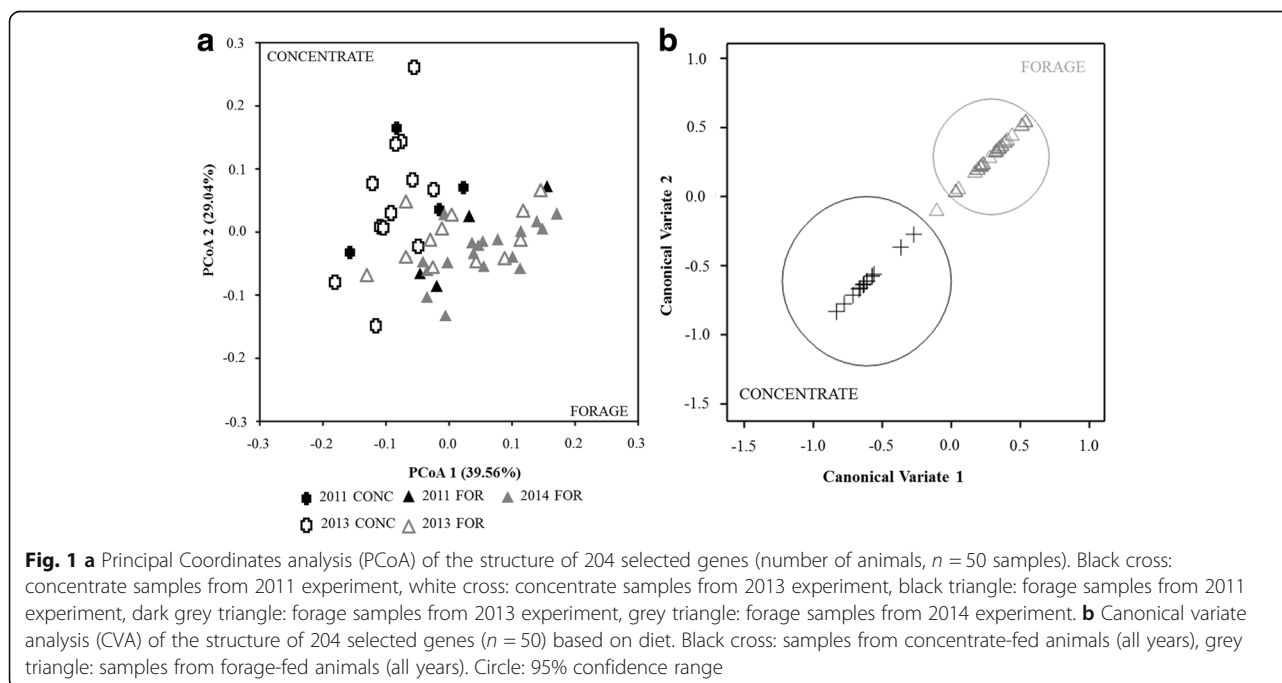 a
0.3
CONCENTRATE
0.2
0.1
0.0
-0.1
-0.2
-0.3
PCoA 2 (29.04%)
FORAGE
-0.3 -0.2 -0.1 0.0 0.1 0.2 0.3
PCoA 1 (39.56%)
2011 CONC 2011 FOR 2014 FOR
2013 CONC 2013 FOR
b
1.0
FORAGE
0.5
0.0
-0.5
-1.0
-1.5
Canonical Variate 2
CONCENTRATE
-1.5 -1.0 -0.5 0.0 0.5 1.0
Canonical Variate 1
Fig. 1 a Principal Coordinates analysis (PCoA) of the structure of 204 selected genes (number of animals, n = 50 samples). Black cross:
concentrate samples from 2011 experiment, white cross: concentrate samples from 2013 experiment, black triangle: forage samples from 2011
experiment, dark grey triangle: forage samples from 2013 experiment, grey triangle: forage samples from 2014 experiment. b Canonical variate
analysis (CVA) of the structure of 204 selected genes (n = 50) based on diet. Black cross: samples from concentrate-fed animals (all years), grey
triangle: samples from forage-fed animals (all years). Circle: 95% confidence range